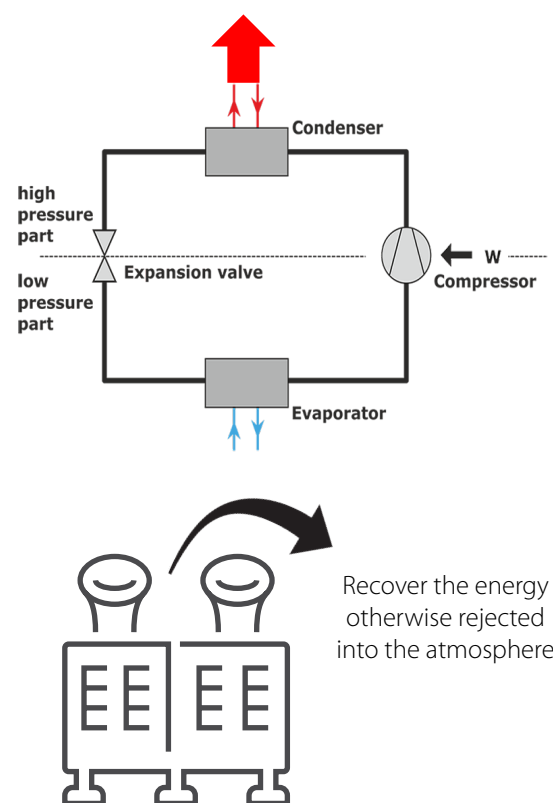 Condenser
high
pressure
part
Expansion valve
W
low
pressure
part
Compressor
Evaporator
Recover the energy
otherwise rejected
into the atmosphere